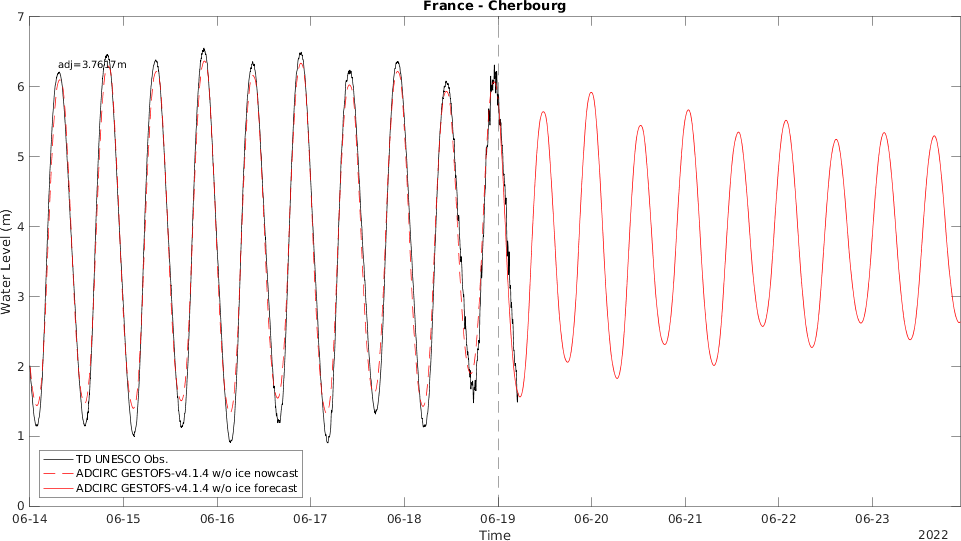 France - Cherbourg
7
adj=3.7617m
6
5
4
Water Level (m)
3
2
1
0
TD UNESCO Obs.
ADCIRC GESTOFS-v4.1.4 w/o ice nowcast
ADCIRC GESTOFS-v4.1.4 w/o ice forecast
06-14 06-15 06-16 06-17 06-18 06-19 06-20 06-21 06-22 06-23
Time
2022